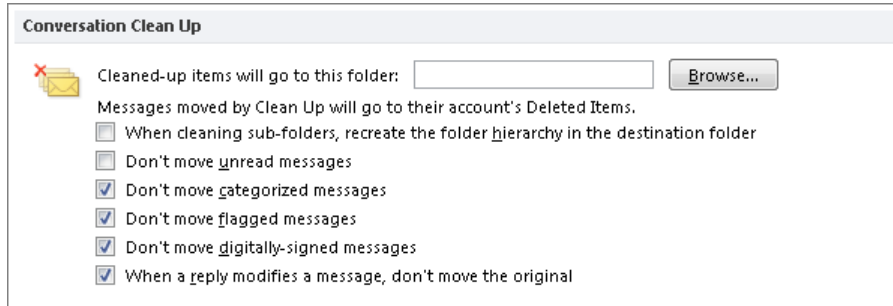 Conversation Clean Up
Cleaned-up items will go to this folder: Browse...
Messages moved by Clean Up will go to their account's Deleted Items.
When cleaning sub-folders, recreate the folder hierarchy in the destination folder
Don't move unread messages
Don't move categorized messages
Don't move flagged messages
Don't move digitally-signed messages
When a reply modifies a message, don't move the original